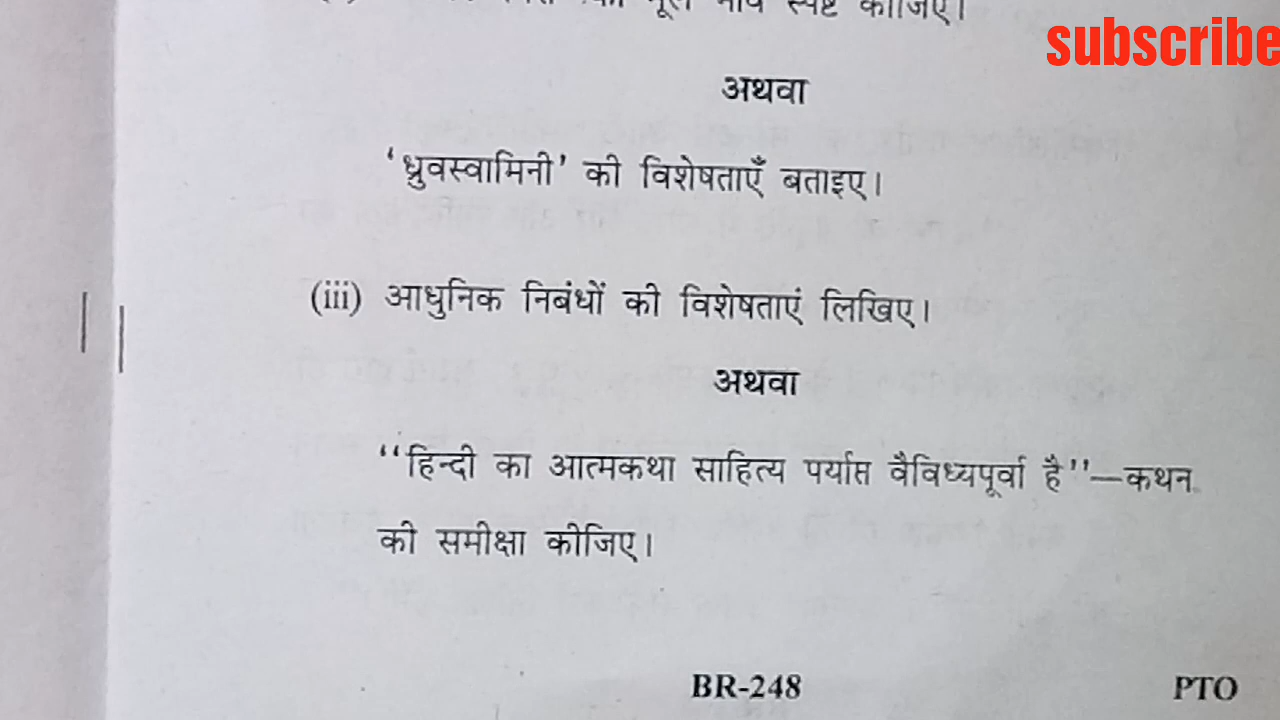 मूल भाव स्पष्ट कीजिए।
subscribe
अथवा
‘ध्रुवस्वामिनी’ की विशेषताएँ बताइए।
(iii) आधुनिक निबंधों की विशेषताएं लिखिए।
अथवा
‘‘हिन्दी का आत्मकथा साहित्य पर्याप्त वैविध्यपूर्वा है’’—कथन
की समीक्षा कीजिए।
BR-248 PTO